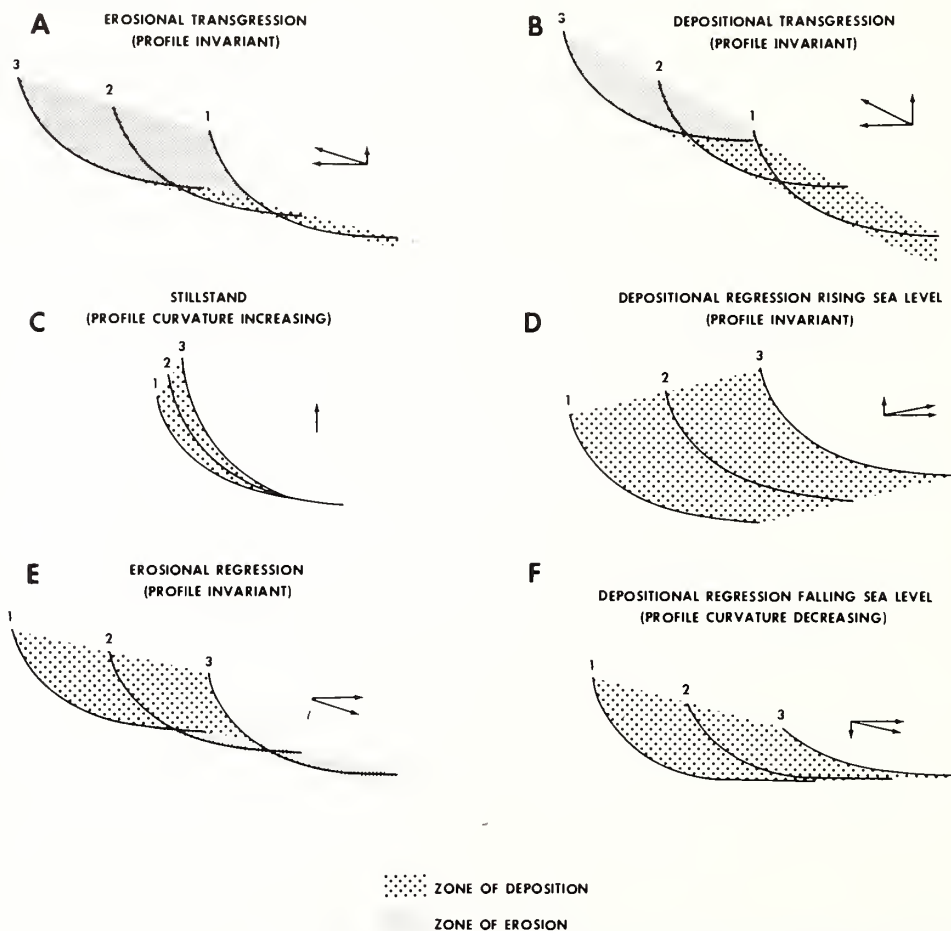 A
EROSIONAL TRANSGRESSION
(PROFILE INVARIANT)
3
2
1
B
DEPOSITIONAL TRANSGRESSION
(PROFILE INVARIANT)
3
2
1
C
STILLSTAND
(PROFILE CURVATURE INCREASING)
3
2
1
D
DEPOSITIONAL REGRESSION RISING SEA LEVEL
(PROFILE INVARIANT)
3
2
1
E
EROSIONAL REGRESSION
(PROFILE INVARIANT)
1
2
3
F
DEPOSITIONAL REGRESSION FALLING SEA LEVEL
(PROFILE CURVATURE DECREASING)
1
2
3
ZONE OF DEPOSITION
ZONE OF EROSION